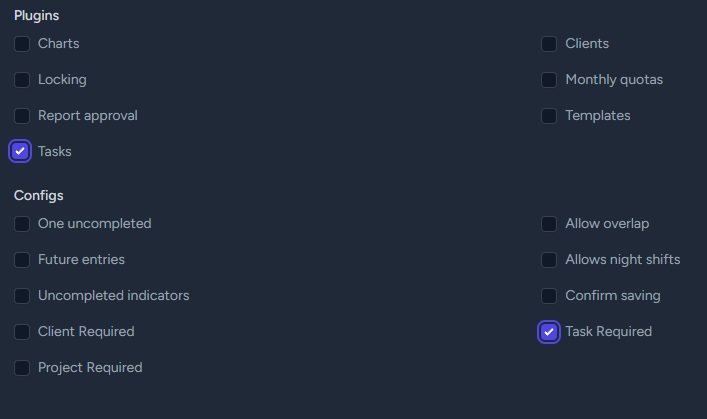 Plugins
Charts
Clients
Locking
Monthly quotas
Report approval
Templates
Tasks
Configs
One uncompleted
Allow overlap
Future entries
Allows night shifts
Uncompleted indicators
Confirm saving
Client Required
Task Required
Project Required